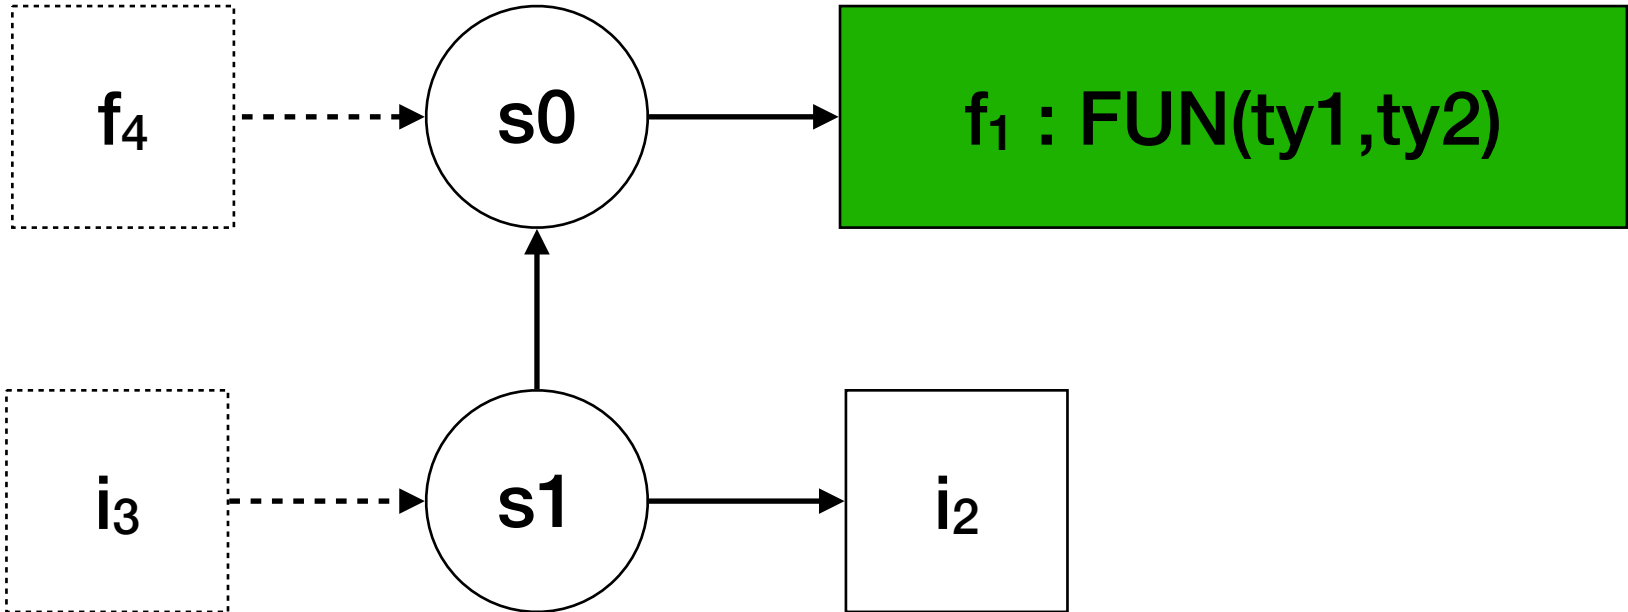 f₄
s0
f₁ : FUN(ty1,ty2)
i₃
s1
i₂